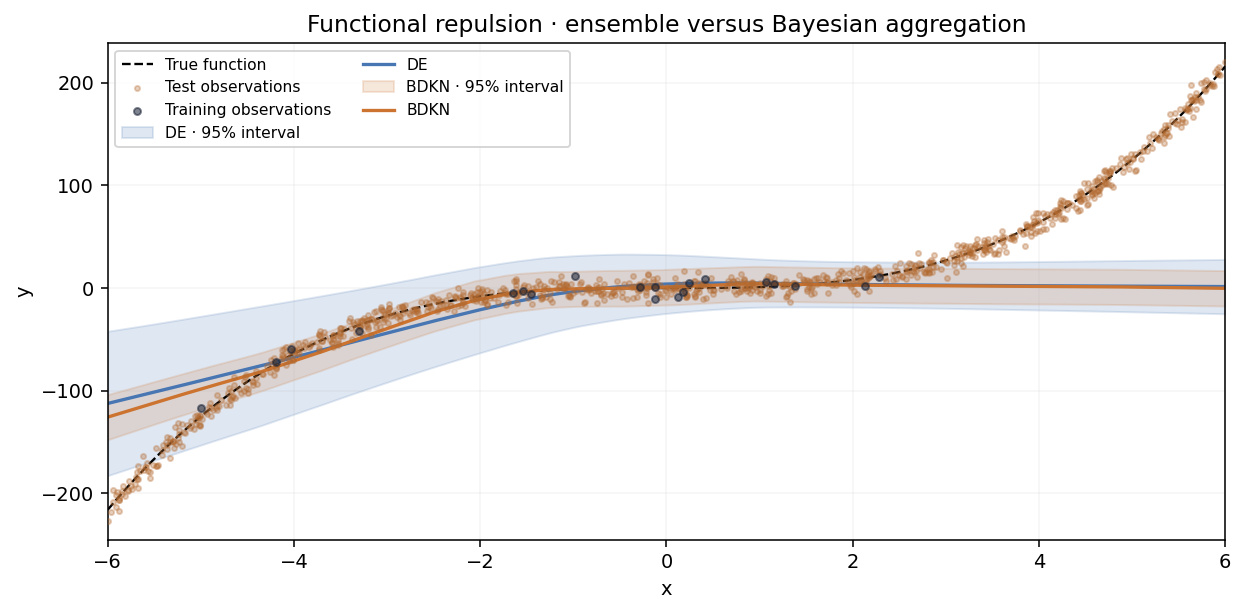 Functional repulsion · ensemble versus Bayesian aggregation
True function
Test observations
Training observations
DE · 95% interval
DE
BDKN · 95% interval
BDKN
200
100
0
−100
−200
y
−6
−4
−2
0
2
4
6
x